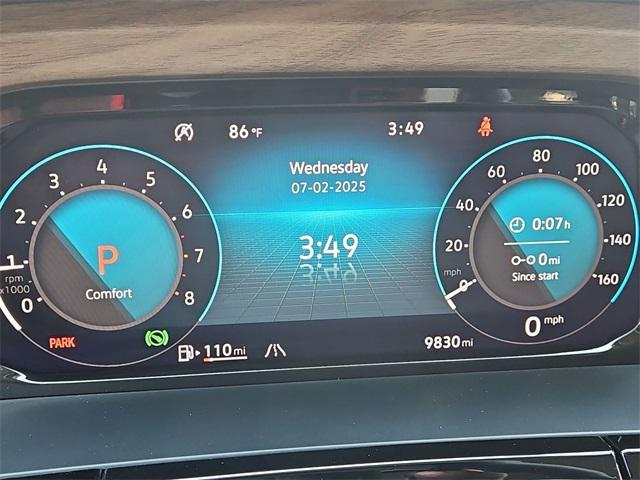 86 °F
3:49
Wednesday
07-02-2025
3:49
0
1
2
3
4
5
6
7
8
rpm
x1000
P
Comfort
PARK
110 mi
9830 mi
0
20
40
60
80
100
120
140
160
mph
0:07 h
0 mi
Since start
0 mph